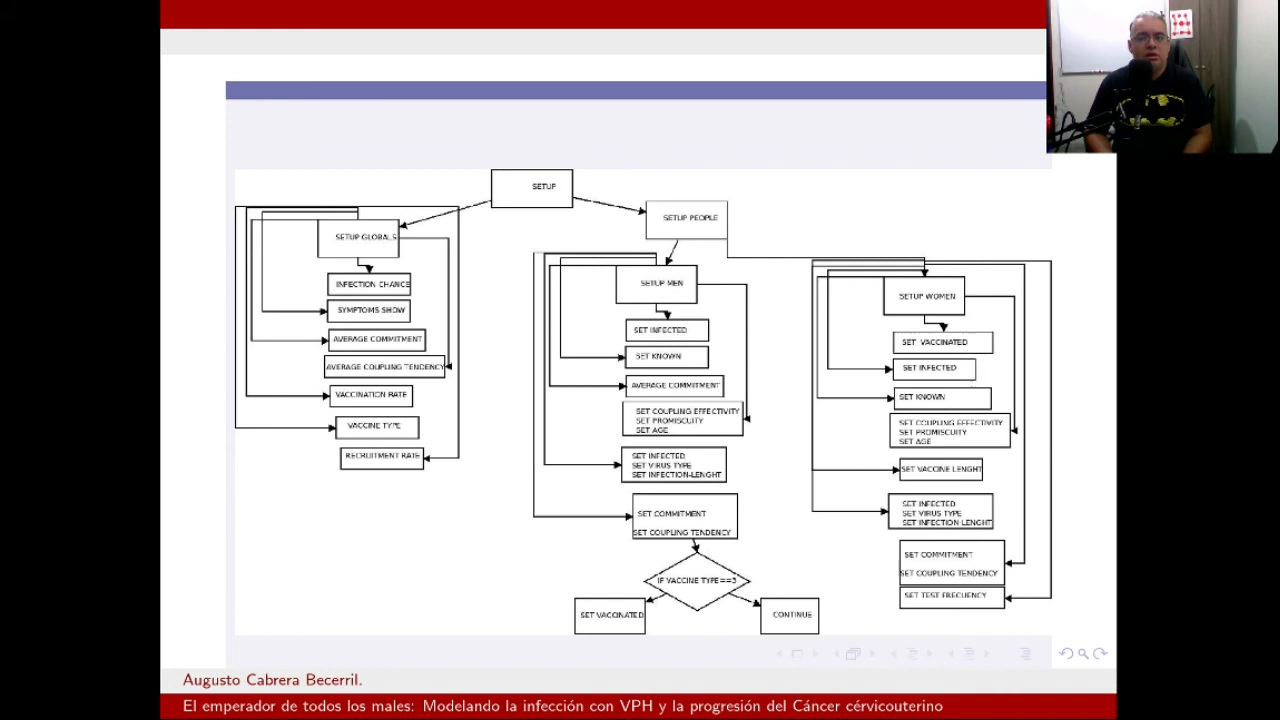 SETUP
SETUP PEOPLE
SETUP GLOBALS
INFECTION CHANCE
SYMPTOMS SHOW
AVERAGE COMMITMENT
AVERAGE COUPLING TENDENCY
VACCINATION RATE
VACCINE TYPE
RECRUITMENT RATE
SETUP MEN
SET INFECTED
SET KNOWN
AVERAGE COMMITMENT
SET COUPLING EFFECTIVITY
SET PROMISCUITY
SET AGE
SET INFECTED
SET VIRUS TYPE
SET INFECTION-LENGHT
SET COMMITMENT
SET COUPLING TENDENCY
IF VACCINE TYPE==3
SET VACCINATED
CONTINUE
SETUP WOMEN
SET VACCINATED
SET INFECTED
SET KNOWN
SET COUPLING EFFECTIVITY
SET PROMISCUITY
SET AGE
SET VACCINE LENGHT
SET INFECTED
SET VIRUS TYPE
SET INFECTION-LENGHT
SET COMMITMENT
SET COUPLING TENDENCY
SET TEST FRECUENCY
Augusto Cabrera Becerril.
El emperador de todos los males: Modelando la infección con VPH y la progresión del Cáncer cérvicouterino